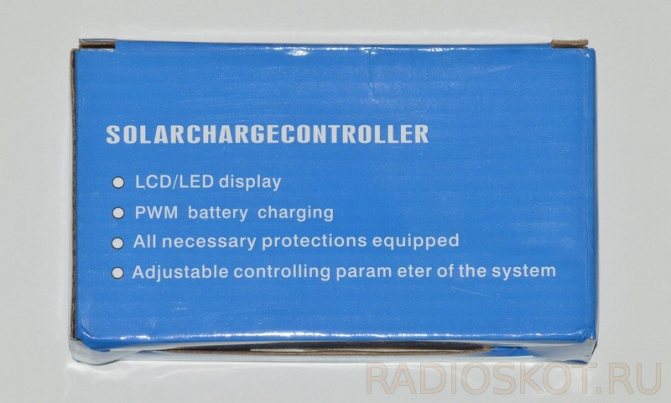 SOLARCHARGECONTROLLER
LCD/LED display
PWM battery charging
All necessary protections equipped
Adjustable controlling param eter of the system
RADIOSKOT.RU